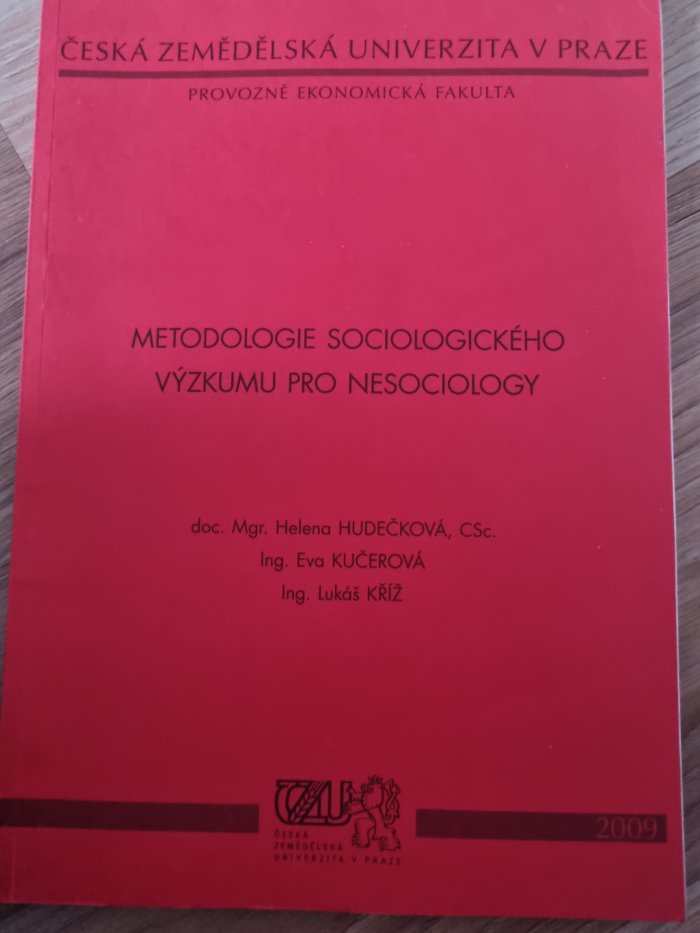 ČESKÁ ZEMĚDĚLSKÁ UNIVERZITA V PRAZE
PROVOZNĚ EKONOMICKÁ FAKULTA
METODOLOGIE SOCIOLOGICKÉHO
VÝZKUMU PRO NESOCIOLOGY
doc. Mgr. Helena HUDEČKOVÁ, CSc.
Ing. Eva KUČEROVÁ
Ing. Lukáš KŘÍŽ
ČZU
ČESKÁ
ZEMĚDĚLSKÁ
UNIVERZITA V PRAZE
2009